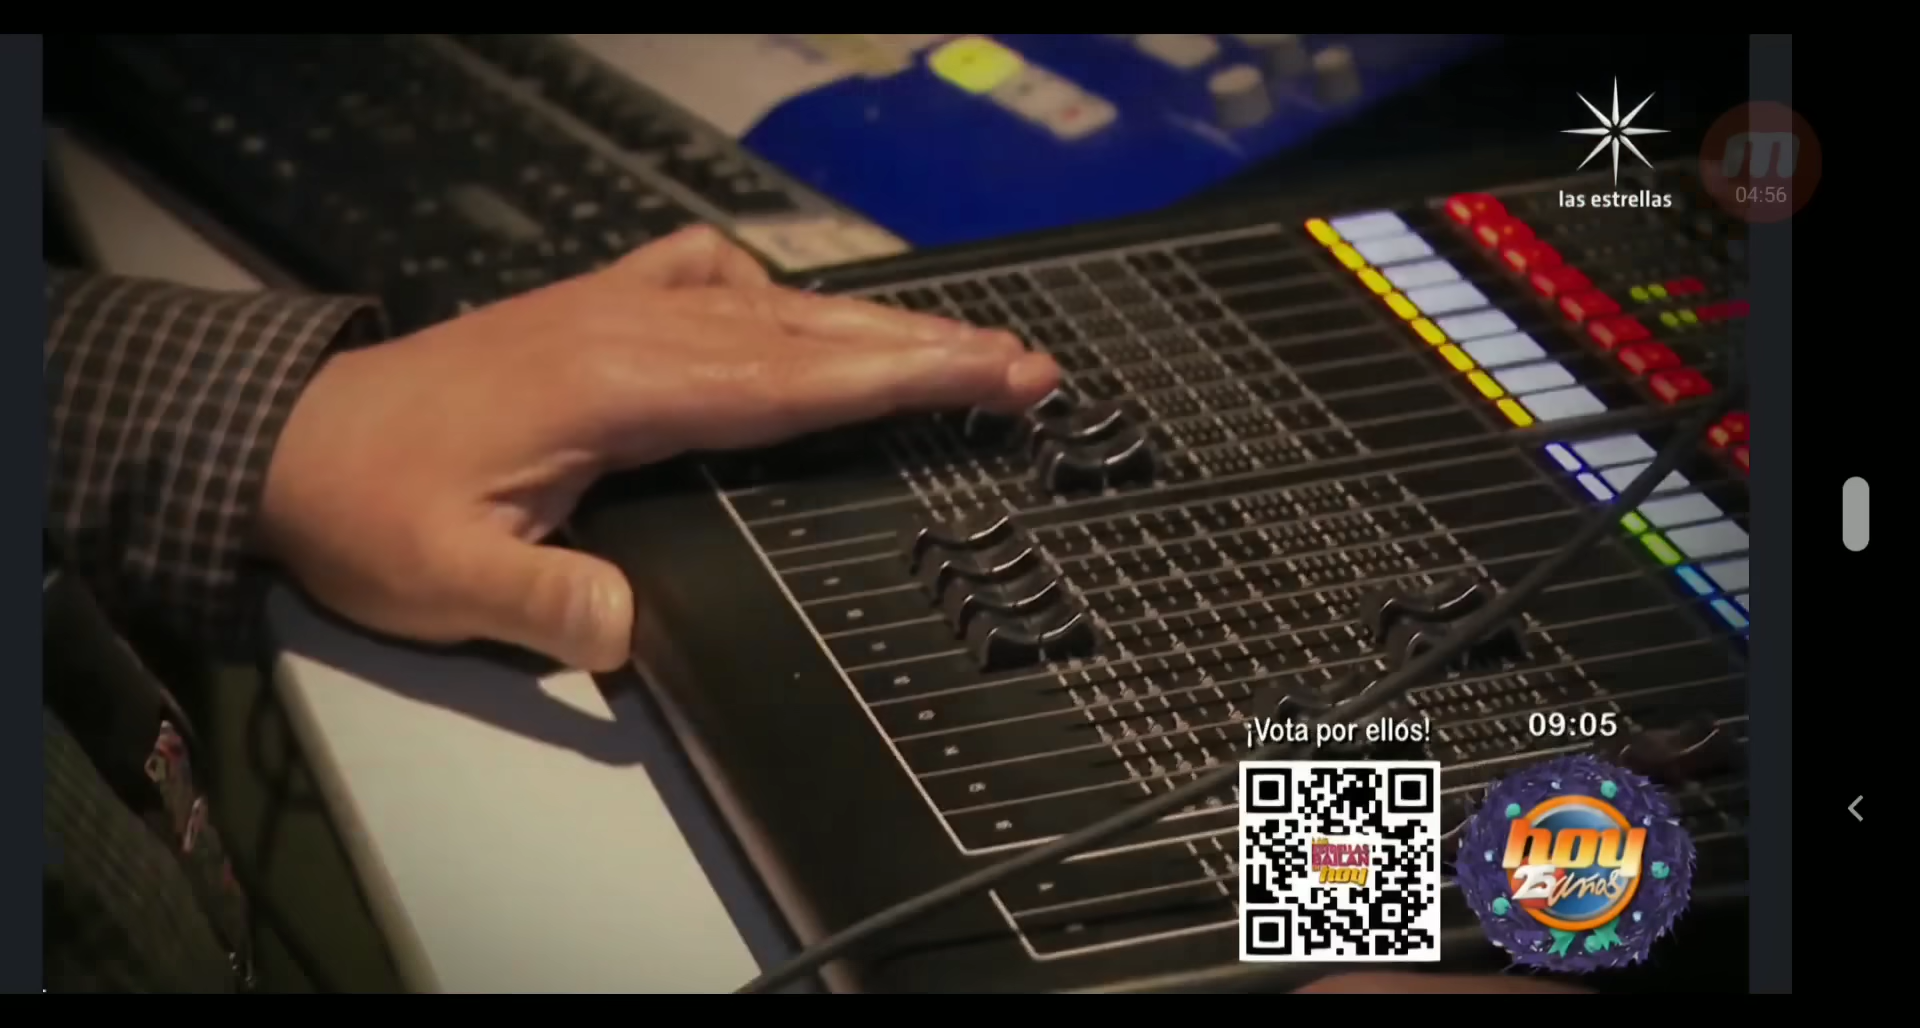 las estrellas
04:56
¡Vota por ellos!
09:05
LAS
ESTRELLAS
BAILAN
hoy
hoy
25 años